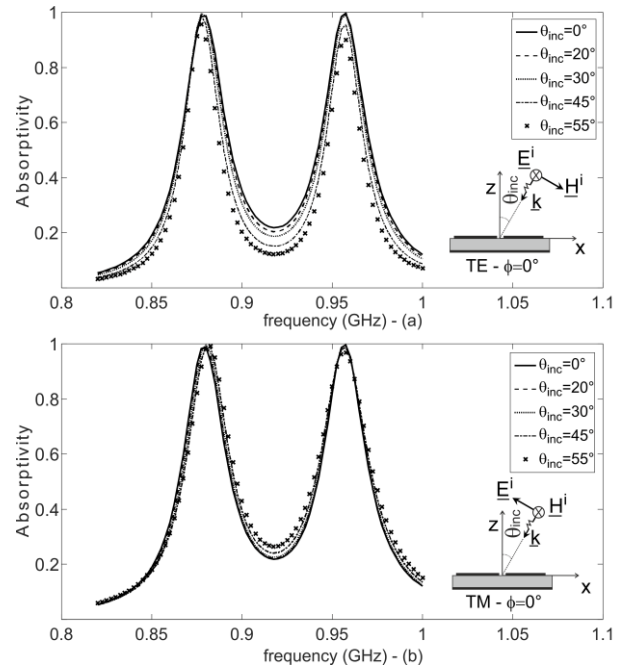 1
0.8
0.6
0.4
0.2
Absorptivity
0.8 0.85 0.9 0.95 1 1.05 1.1
frequency (GHz) - (a)
θinc=0°
θinc=20°
θinc=30°
θinc=45°
θinc=55°
E^i
z
θinc
H^i
k
x
TE - ϕ=0°
1
0.8
0.6
0.4
0.2
Absorptivity
0.8 0.85 0.9 0.95 1 1.05 1.1
frequency (GHz) - (b)
θinc=0°
θinc=20°
θinc=30°
θinc=45°
θinc=55°
E^i
z
θinc
H^i
k
x
TM - ϕ=0°